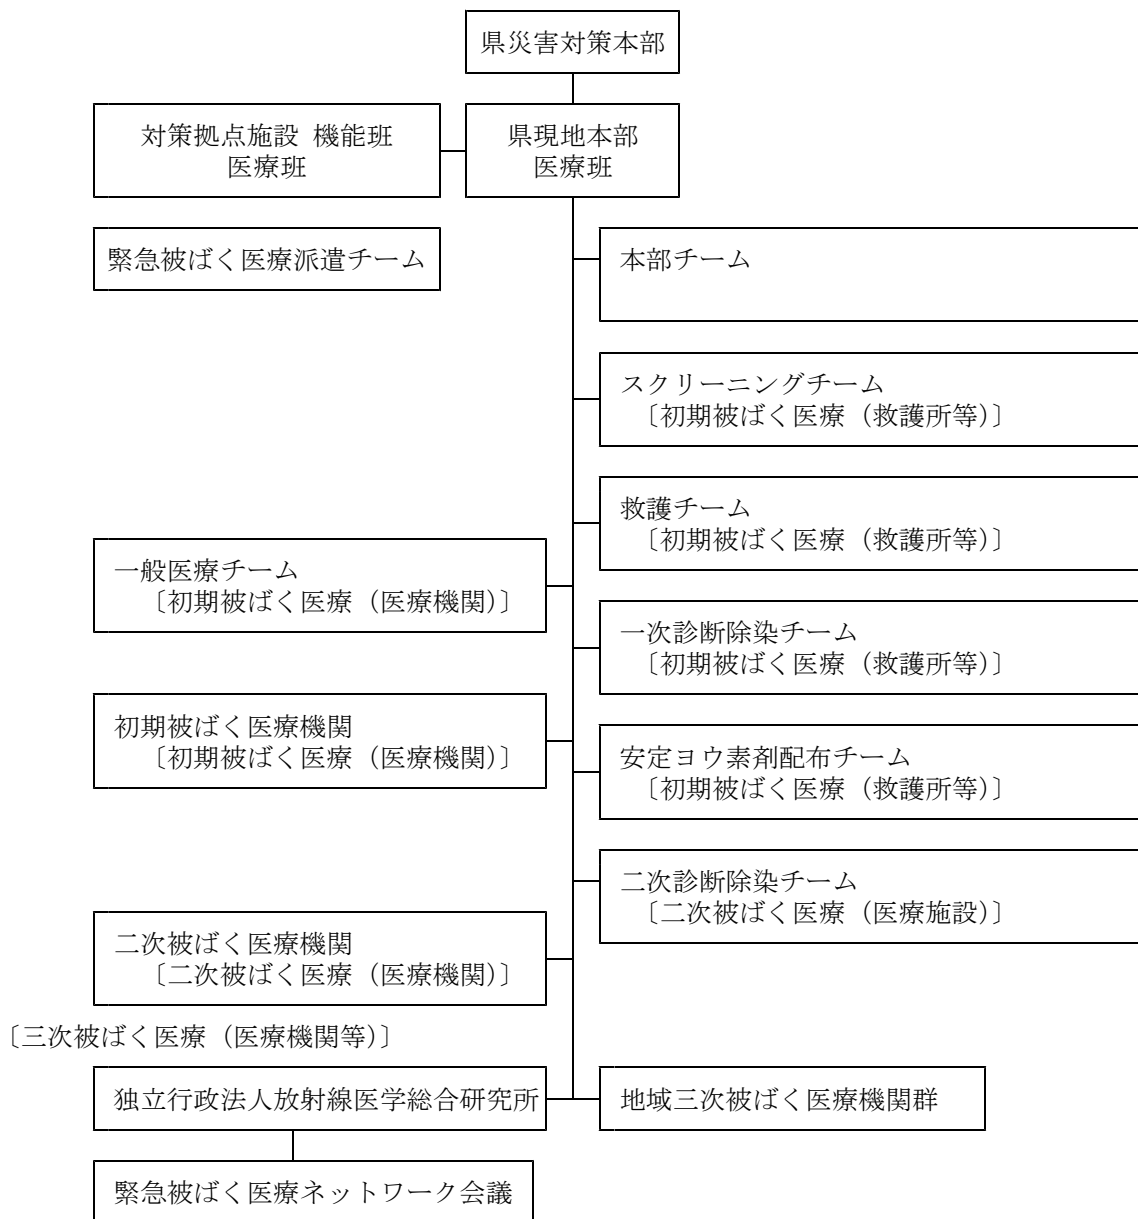 県災害対策本部
対策拠点施設 機能班
医療班
県現地本部
医療班
緊急被ばく医療派遣チーム
本部チーム
スクリーニングチーム
〔初期被ばく医療（救護所等）〕
救護チーム
〔初期被ばく医療（救護所等）〕
一般医療チーム
〔初期被ばく医療（医療機関）〕
一次診断除染チーム
〔初期被ばく医療（救護所等）〕
初期被ばく医療機関
〔初期被ばく医療（医療機関）〕
安定ヨウ素剤配布チーム
〔初期被ばく医療（救護所等）〕
二次診断除染チーム
〔二次被ばく医療（医療施設）〕
二次被ばく医療機関
〔二次被ばく医療（医療機関）〕
〔三次被ばく医療（医療機関等）〕
独立行政法人放射線医学総合研究所
地域三次被ばく医療機関群
緊急被ばく医療ネットワーク会議